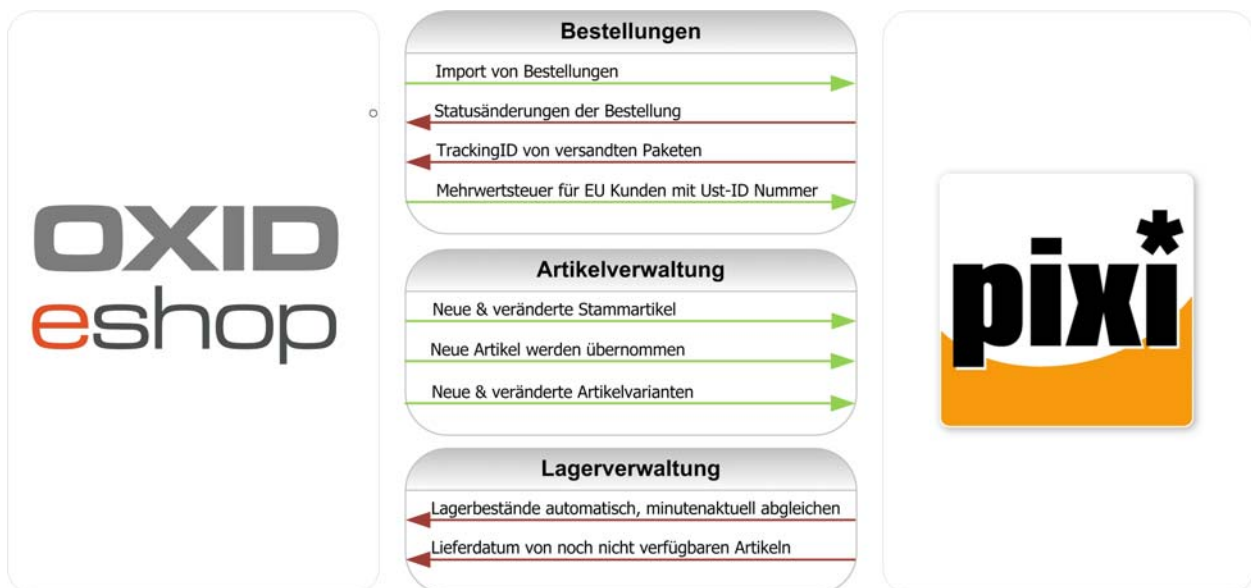 OXID
eshop
Bestellungen
Import von Bestellungen
Statusänderungen der Bestellung
TrackingID von versandten Paketen
Mehrwertsteuer für EU Kunden mit Ust-ID Nummer
Artikelverwaltung
Neue & veränderte Stammartikel
Neue Artikel werden übernommen
Neue & veränderte Artikelvarianten
Lagerverwaltung
Lagerbestände automatisch, minutenaktuell abgleichen
Lieferdatum von noch nicht verfügbaren Artikeln
pixi*